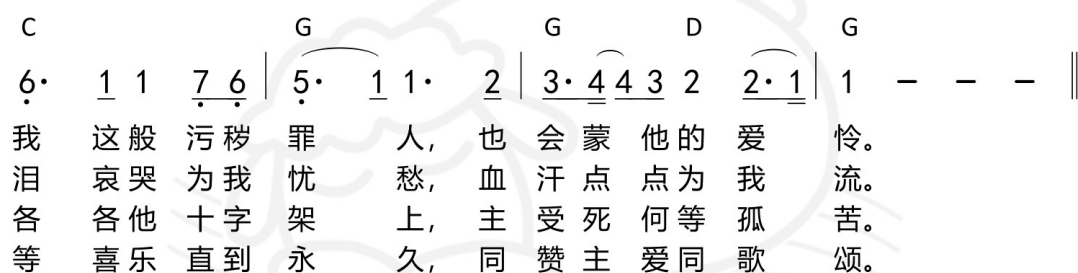 C G G D G
6· 1 1 7 6 | 5· 1 1· 2 | 3· 4 4 3 2 2· 1 | 1 – – – ‖
我 这般 污秽 罪 人, 也 会 蒙 他的 爱 怜。
泪 哀哭 为我 忧 愁, 血 汗 点 点为 我 流。
各 各他 十字 架 上, 主 受 死 何等 孤 苦。
等 喜乐 直到 永 久, 同 赞 主 爱同 歌 颂。